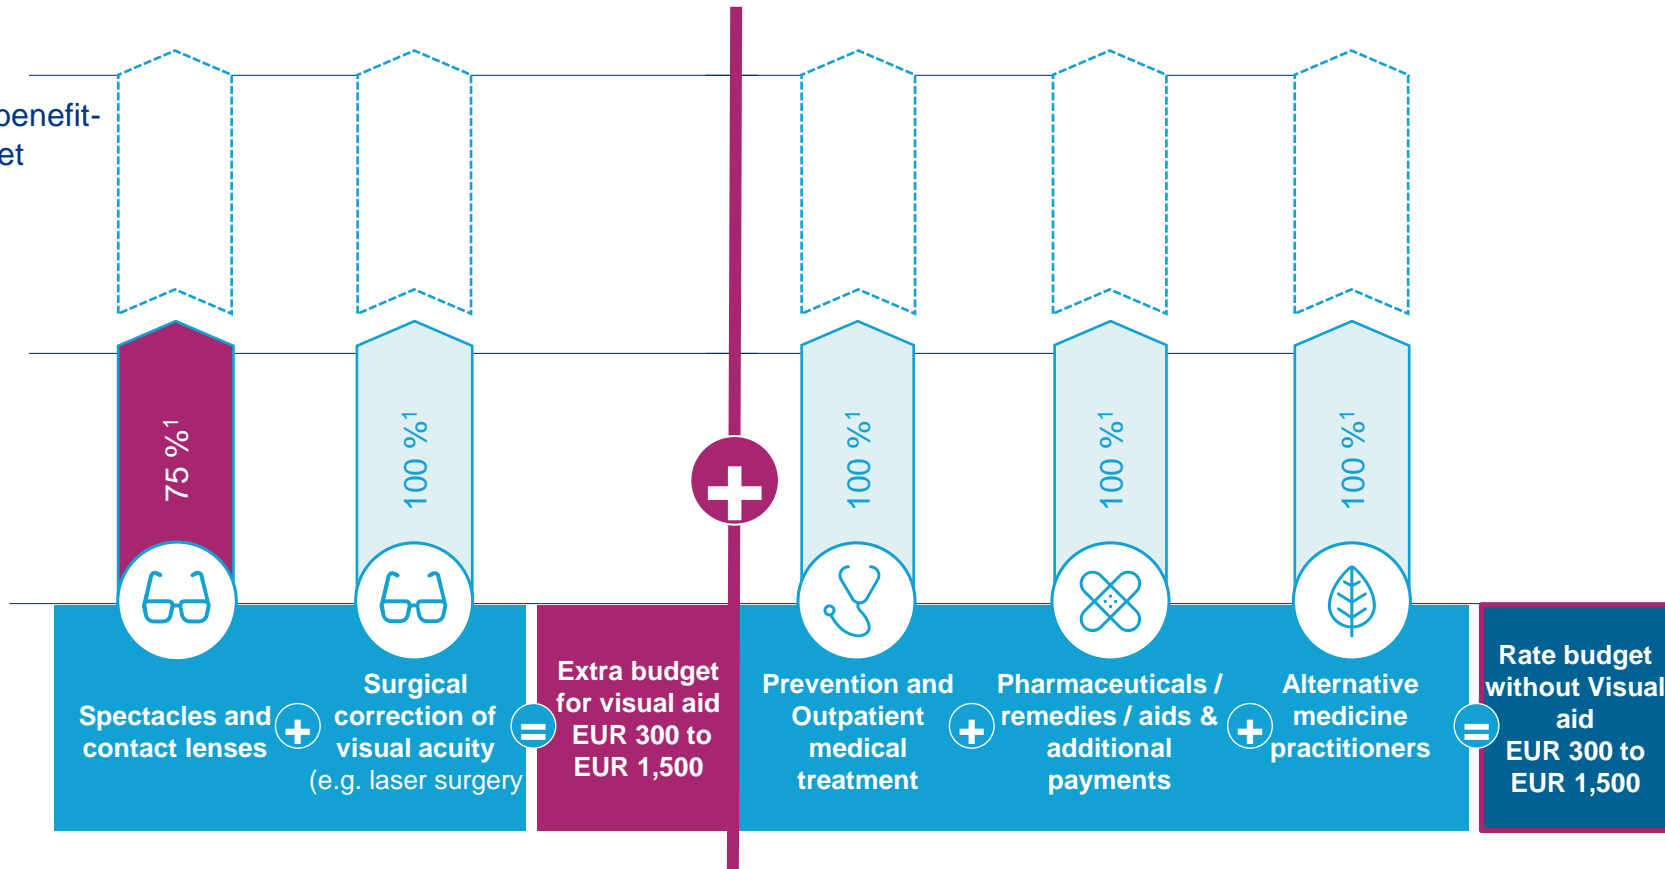 benefit-
et
75 %1
100 %1
100 %1
100 %1
100 %1
Spectacles and
contact lenses
+
Surgical
correction of
visual acuity
(e.g. laser surgery
=
Extra budget
for visual aid
EUR 300 to
EUR 1,500
+
Prevention and
Outpatient
medical
treatment
+
Pharmaceuticals /
remedies / aids &
additional
payments
+
Alternative
medicine
practitioners
=
Rate budget
without Visual
aid
EUR 300 to
EUR 1,500